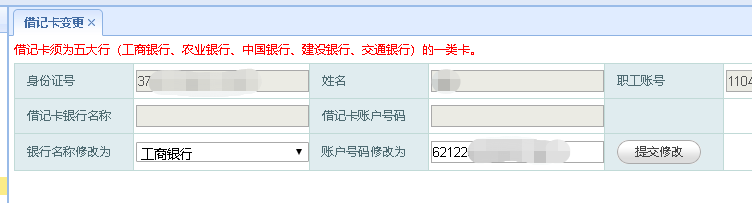 借记卡变更 ×
借记卡须为五大行（工商银行、农业银行、中国银行、建设银行、交通银行）的一类卡。
身份证号 37 姓名 职工账号 1104
借记卡银行名称 借记卡账户号码
银行名称修改为 工商银行 账户号码修改为 62122 提交修改